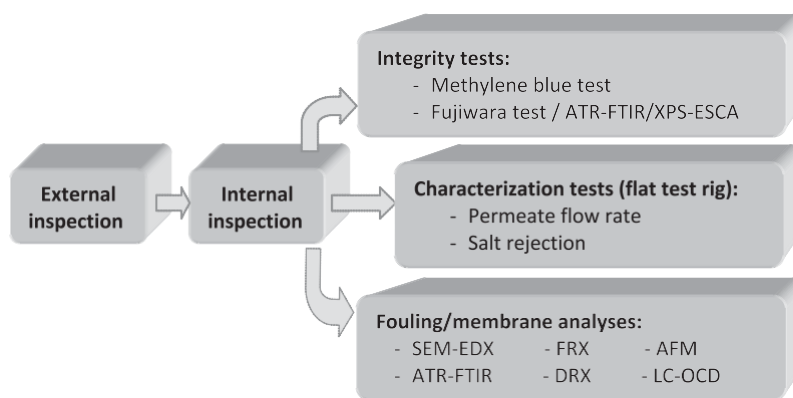 External
inspection
Internal
inspection
Integrity tests:
- Methylene blue test
- Fujiwara test / ATR-FTIR/XPS-ESCA
Characterization tests (flat test rig):
- Permeate flow rate
- Salt rejection
Fouling/membrane analyses:
- SEM-EDX - FRX - AFM
- ATR-FTIR - DRX - LC-OCD